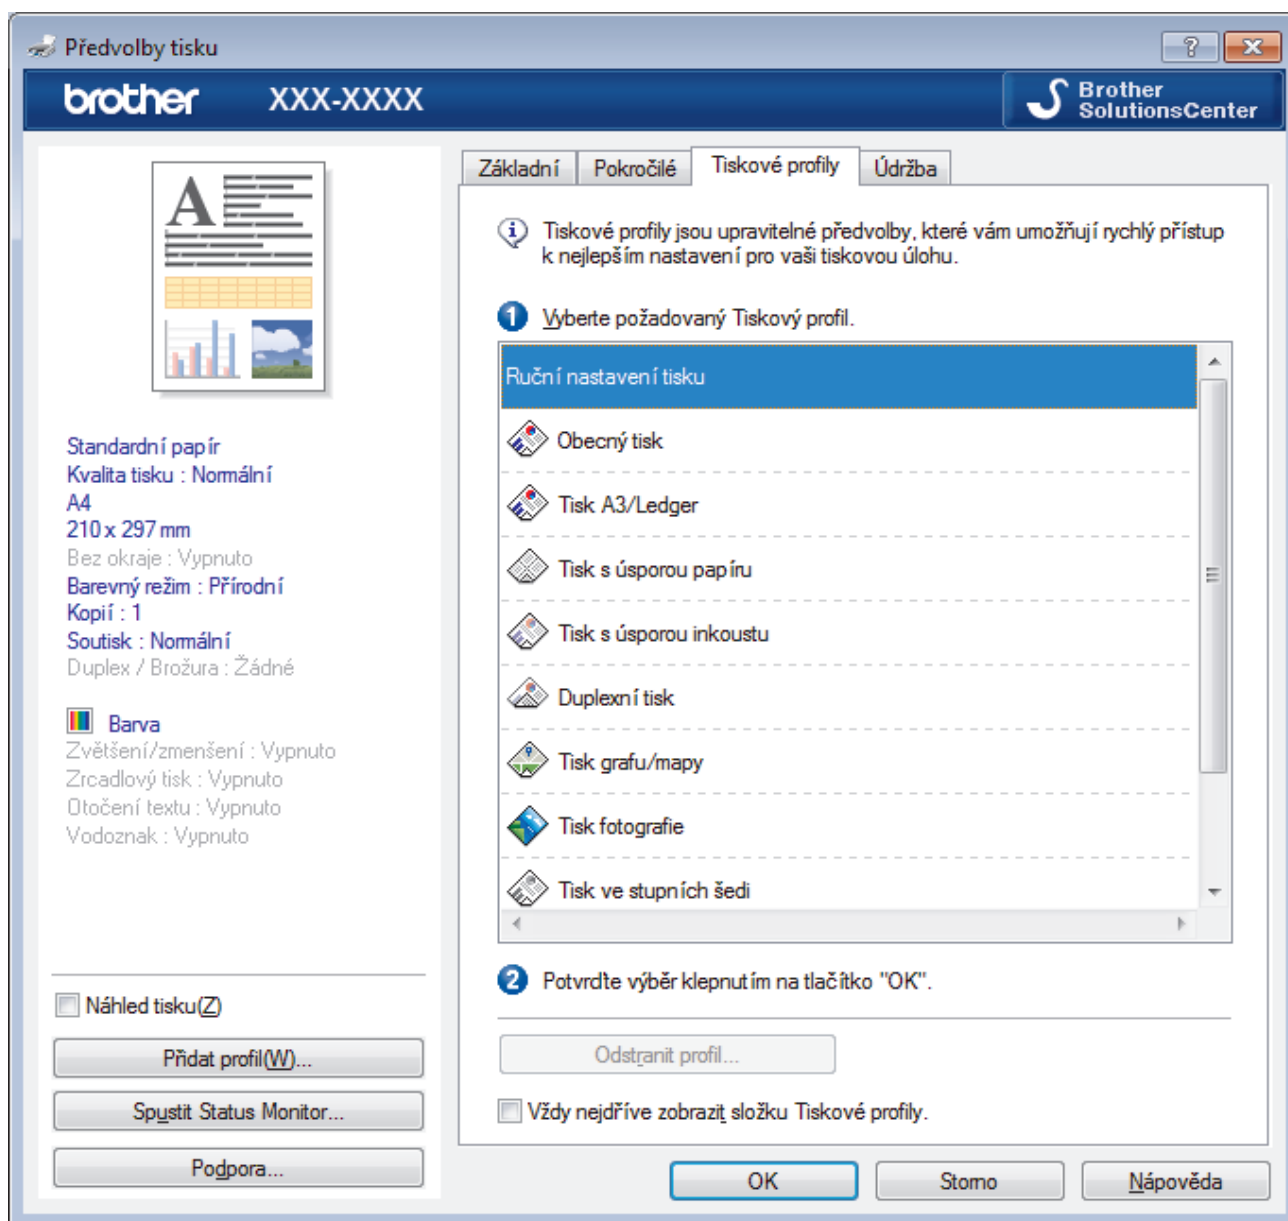 Předvolby tisku
brother XXX-XXXX
Brother
SolutionsCenter
Standardní papír
Kvalita tisku : Normální
A4
210 x 297 mm
Bez okraje : Vypnuto
Barevný režim : Přírodní
Kopií : 1
Soutisk : Normální
Duplex / Brožura : Žádné
Barva
Zvětšení/zmenšení : Vypnuto
Zrcadlový tisk : Vypnuto
Otočení textu : Vypnuto
Vodoznak : Vypnuto
Náhled tisku(Z)
Přidat profil(W)...
Spustit Status Monitor...
Podpora...
Základní
Pokročilé
Tiskové profily
Údržba
Tiskové profily jsou upravitelné předvolby, které vám umožňují rychlý přístup
k nejlepším nastavení pro vaši tiskovou úlohu.
1 Vyberte požadovaný Tiskový profil.
Ruční nastavení tisku
Obecný tisk
Tisk A3/Ledger
Tisk s úsporou papíru
Tisk s úsporou inkoustu
Duplexní tisk
Tisk grafu/mapy
Tisk fotografie
Tisk ve stupních šedi
2 Potvrďte výběr klepnutím na tlačítko "OK".
Odstranit profil...
Vždy nejdříve zobrazit složku Tiskové profily.
OK
Storno
Nápověda